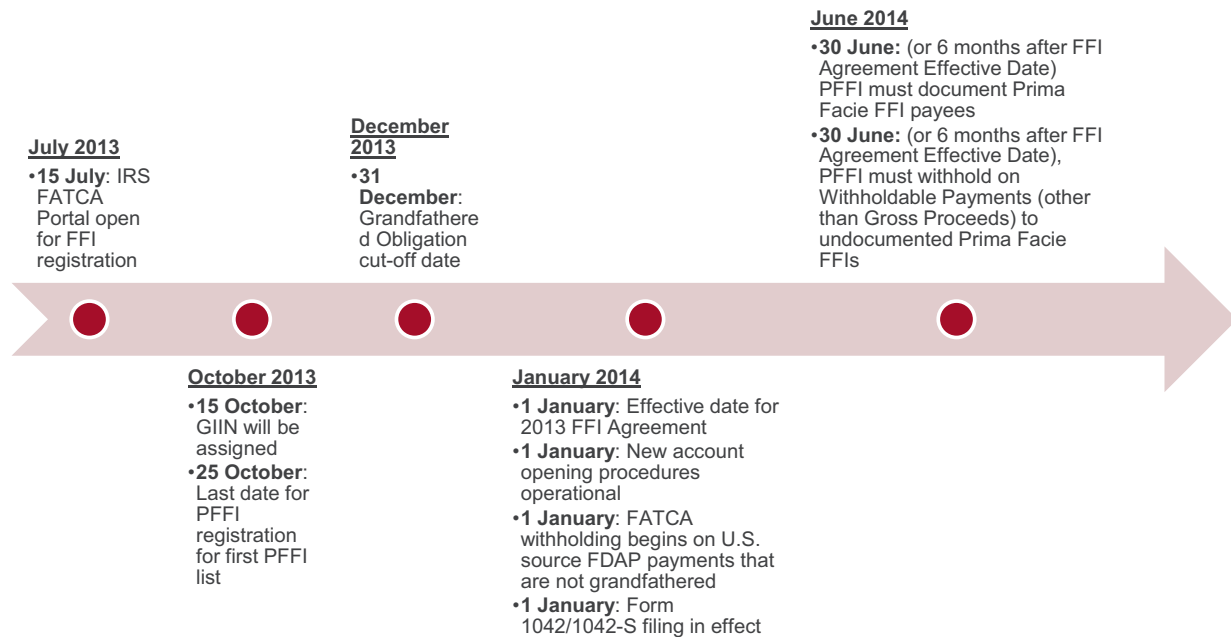 July 2013
•15 July: IRS
FATCA
Portal open
for FFI
registration
October 2013
•15 October:
GIIN will be
assigned
•25 October:
Last date for
PFFI
registration
for first PFFI
list
December
2013
•31
December:
Grandfathere
d Obligation
cut-off date
January 2014
•1 January: Effective date for
2013 FFI Agreement
•1 January: New account
opening procedures
operational
•1 January: FATCA
withholding begins on U.S.
source FDAP payments that
are not grandfathered
•1 January: Form
1042/1042-S filing in effect
June 2014
•30 June: (or 6 months after FFI
Agreement Effective Date)
PFFI must document Prima
Facie FFI payees
•30 June: (or 6 months after FFI
Agreement Effective Date),
PFFI must withhold on
Withholdable Payments (other
than Gross Proceeds) to
undocumented Prima Facie
FFIs